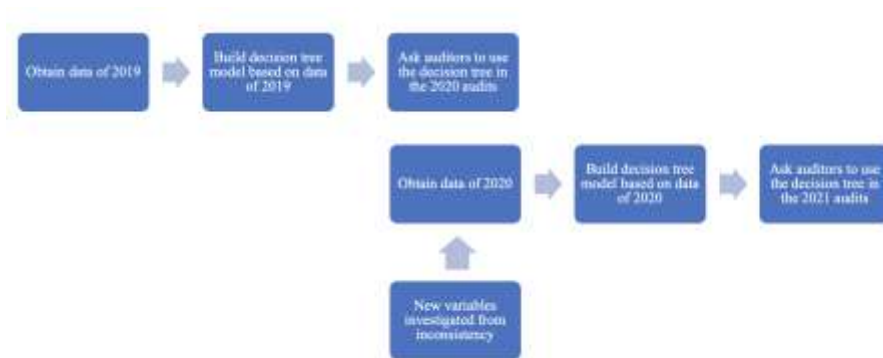 Obtain data of 2019
Build decision tree
model based on data
of 2019
Ask auditors to use
the decision tree in
the 2020 audits
Obtain data of 2020
Build decision tree
model based on data
of 2020
Ask auditors to use
the decision tree in
the 2021 audits
New variables
investigated from
inconsistency